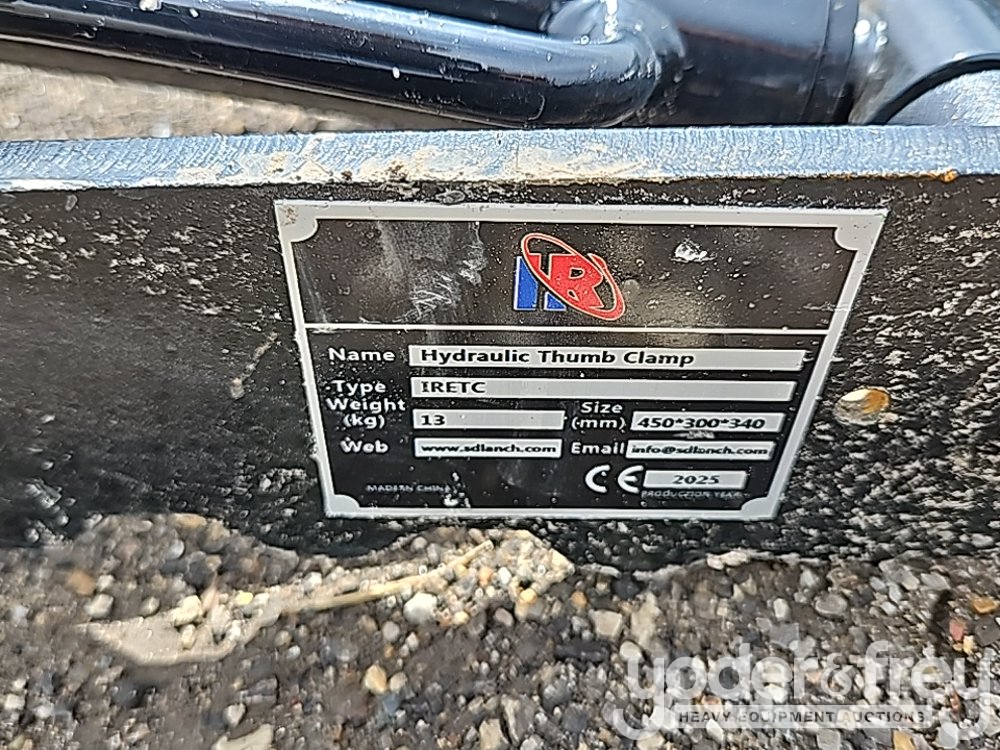 R
Name Hydraulic Thumb Clamp
Type IRETC
Weight (kg) 13 Size (mm) 450*300*340
Web www.sdlanch.com Email info@sdlanch.com
CE 2025
MADE IN CHINA PRODUCTION YEAR
yoder&frey
HEAVY EQUIPMENT AUCTIONS